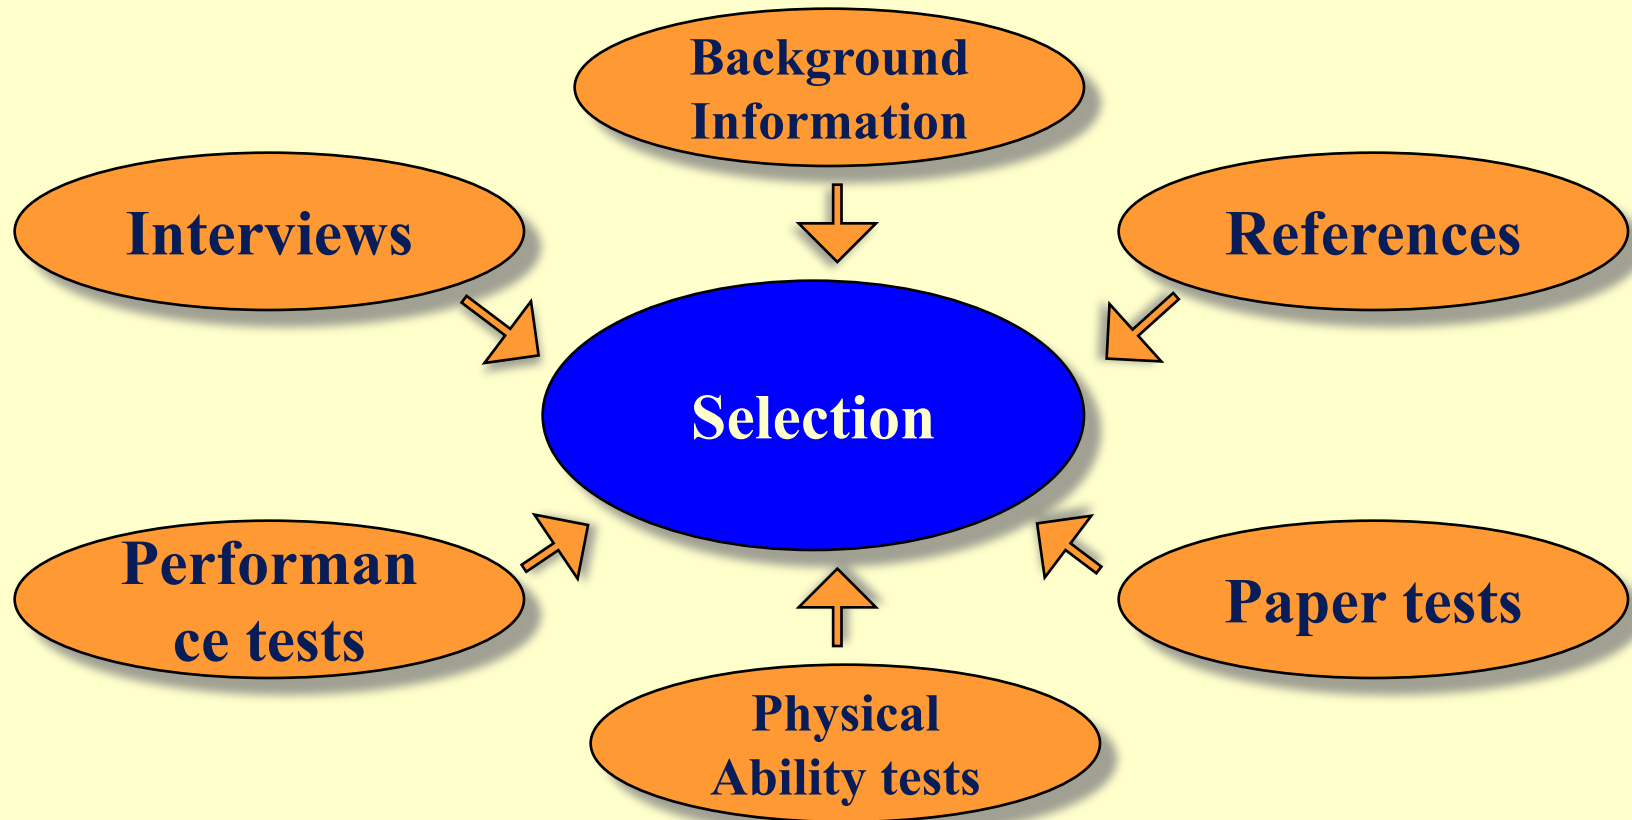 Background
Information
Interviews
References
Selection
Performan
ce tests
Paper tests
Physical
Ability tests